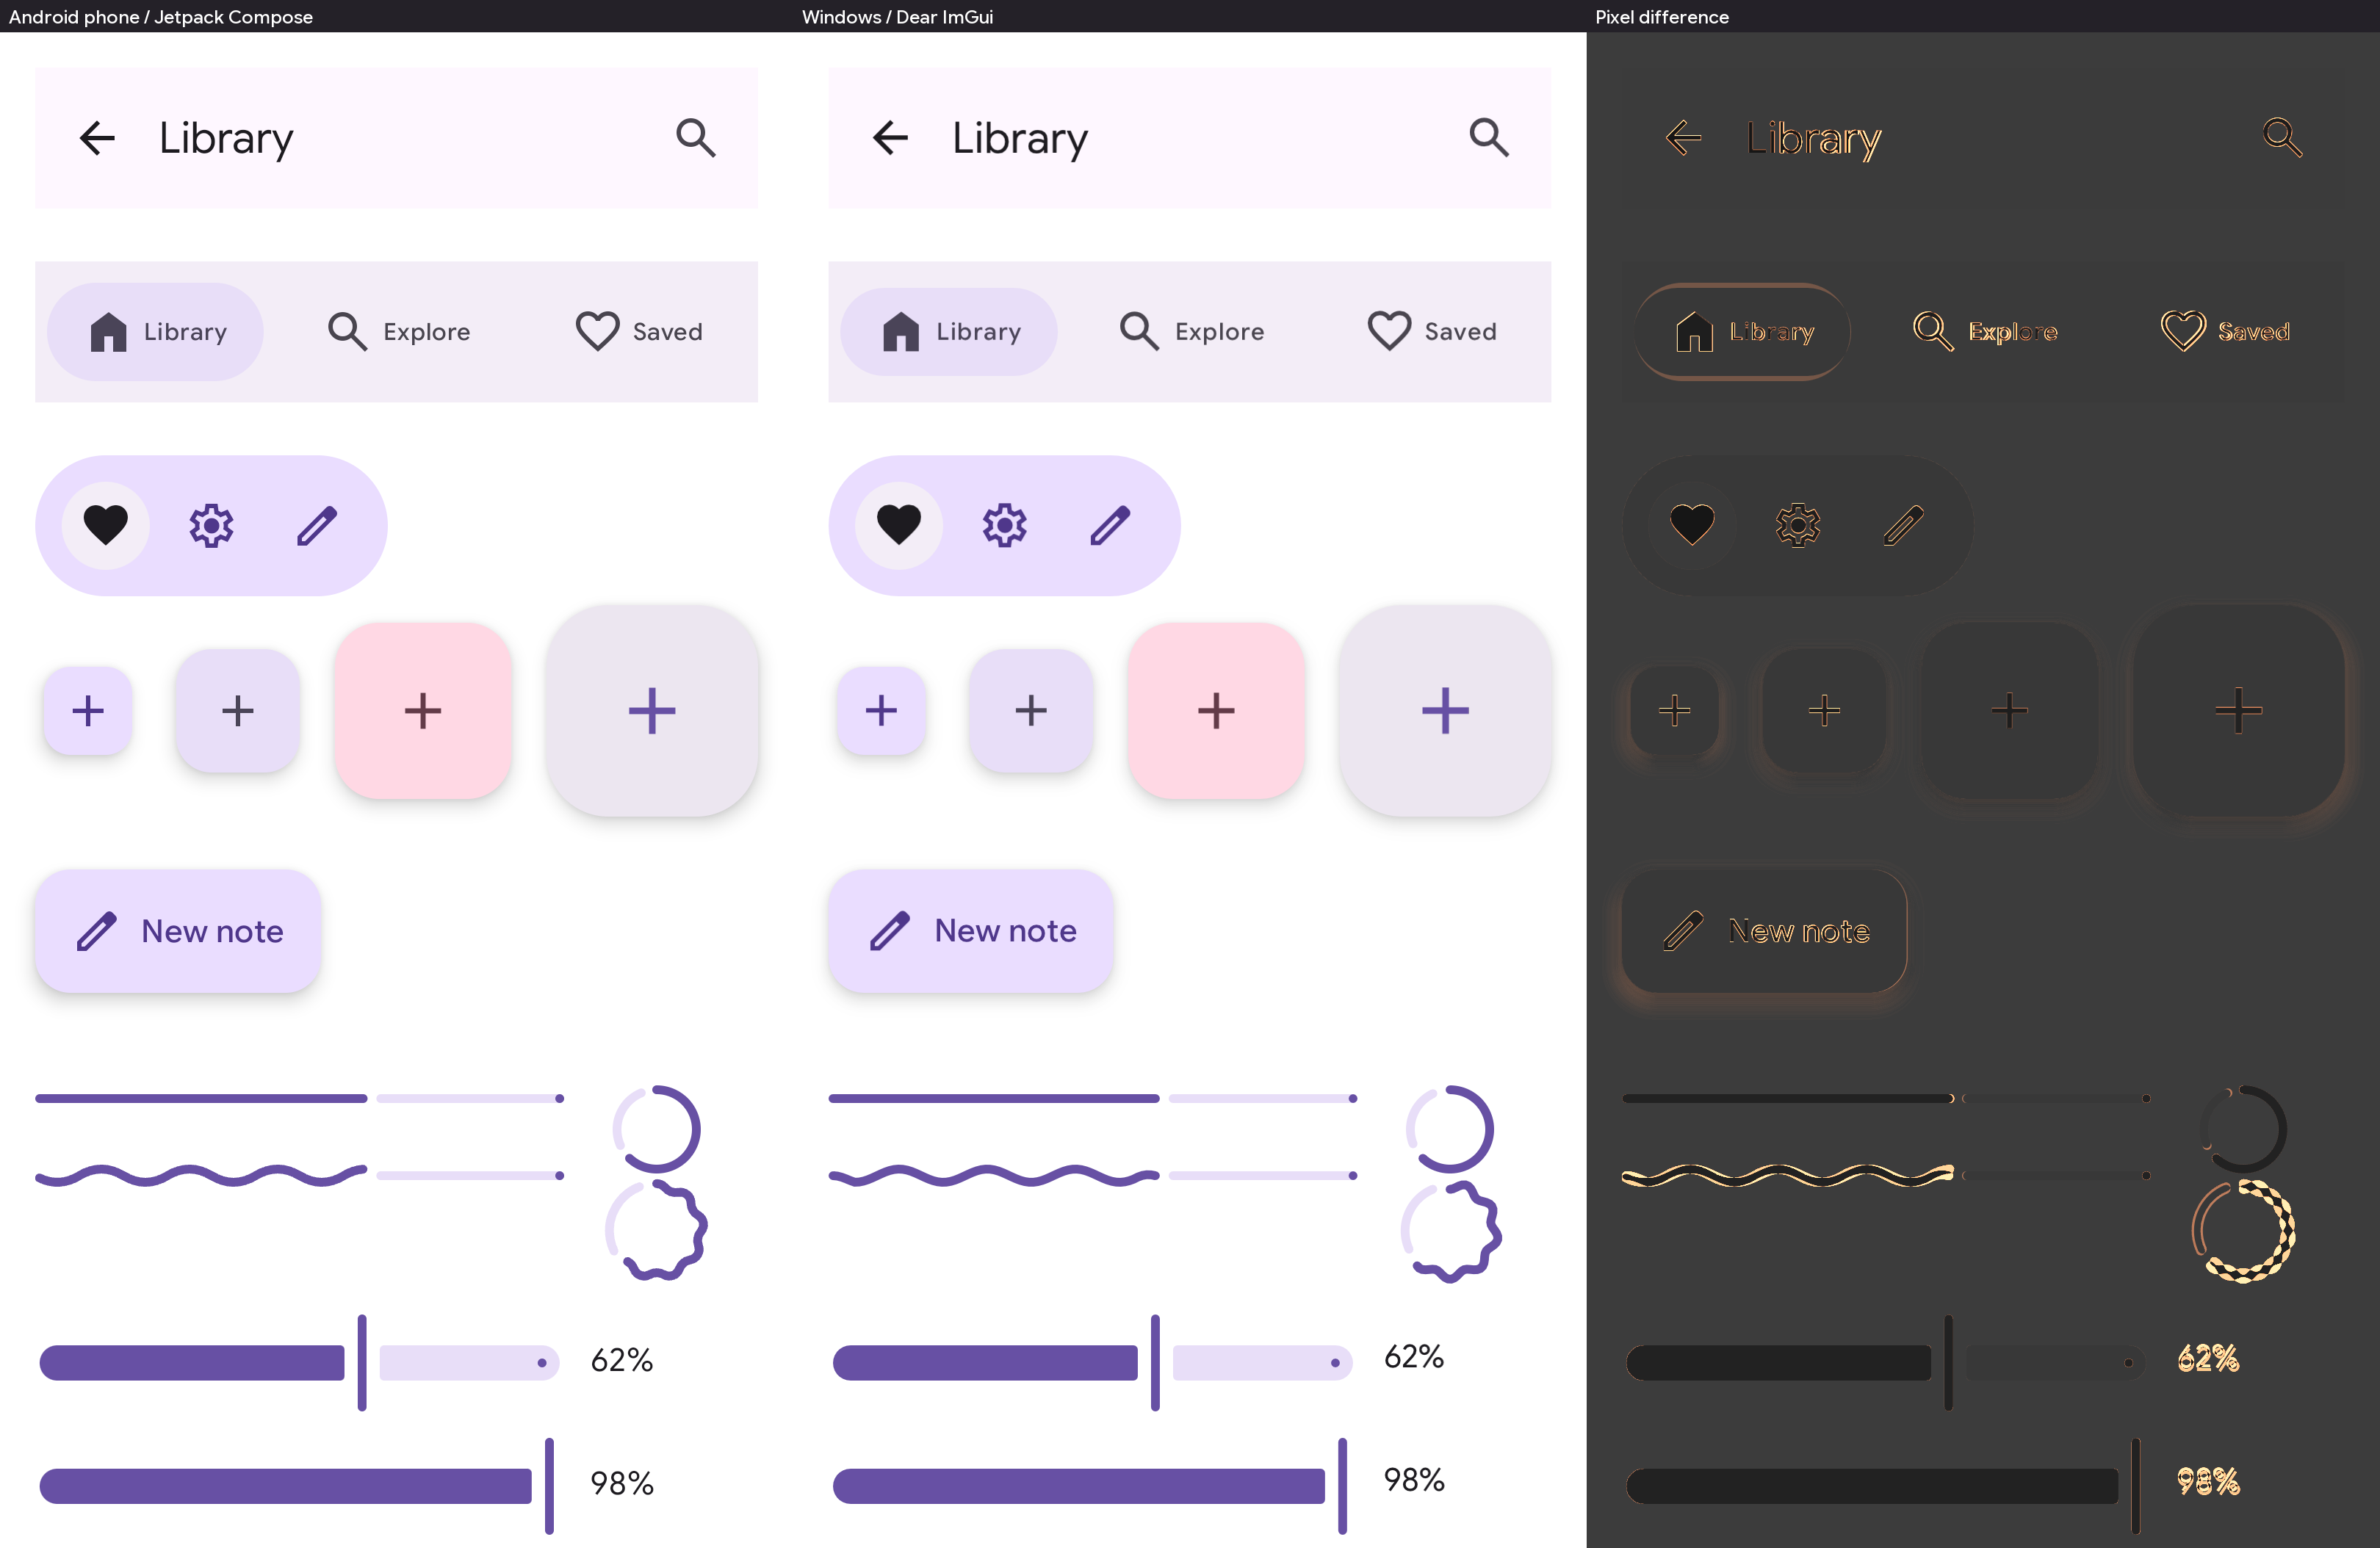 Android phone / Jetpack Compose
Windows / Dear ImGui
Pixel difference
Library
Library
Library
Library Explore Saved
Library Explore Saved
Library Explore Saved
New note
New note
New note
62%
62%
62%
98%
98%
98%